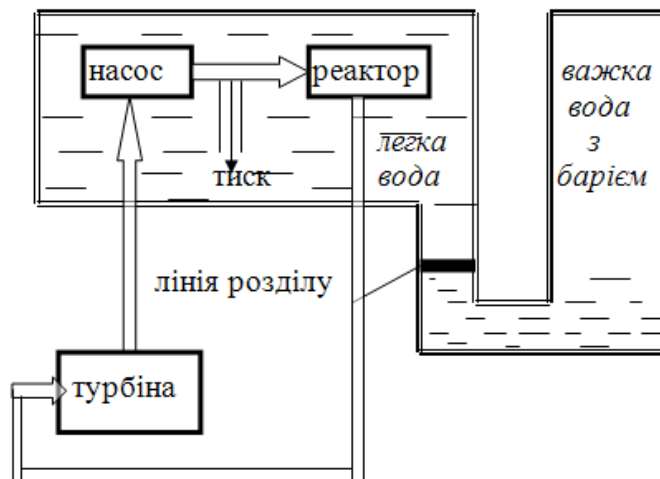 насос
реактор
тиск
легка
вода
важка
вода
з
барієм
лінія розділу
турбіна